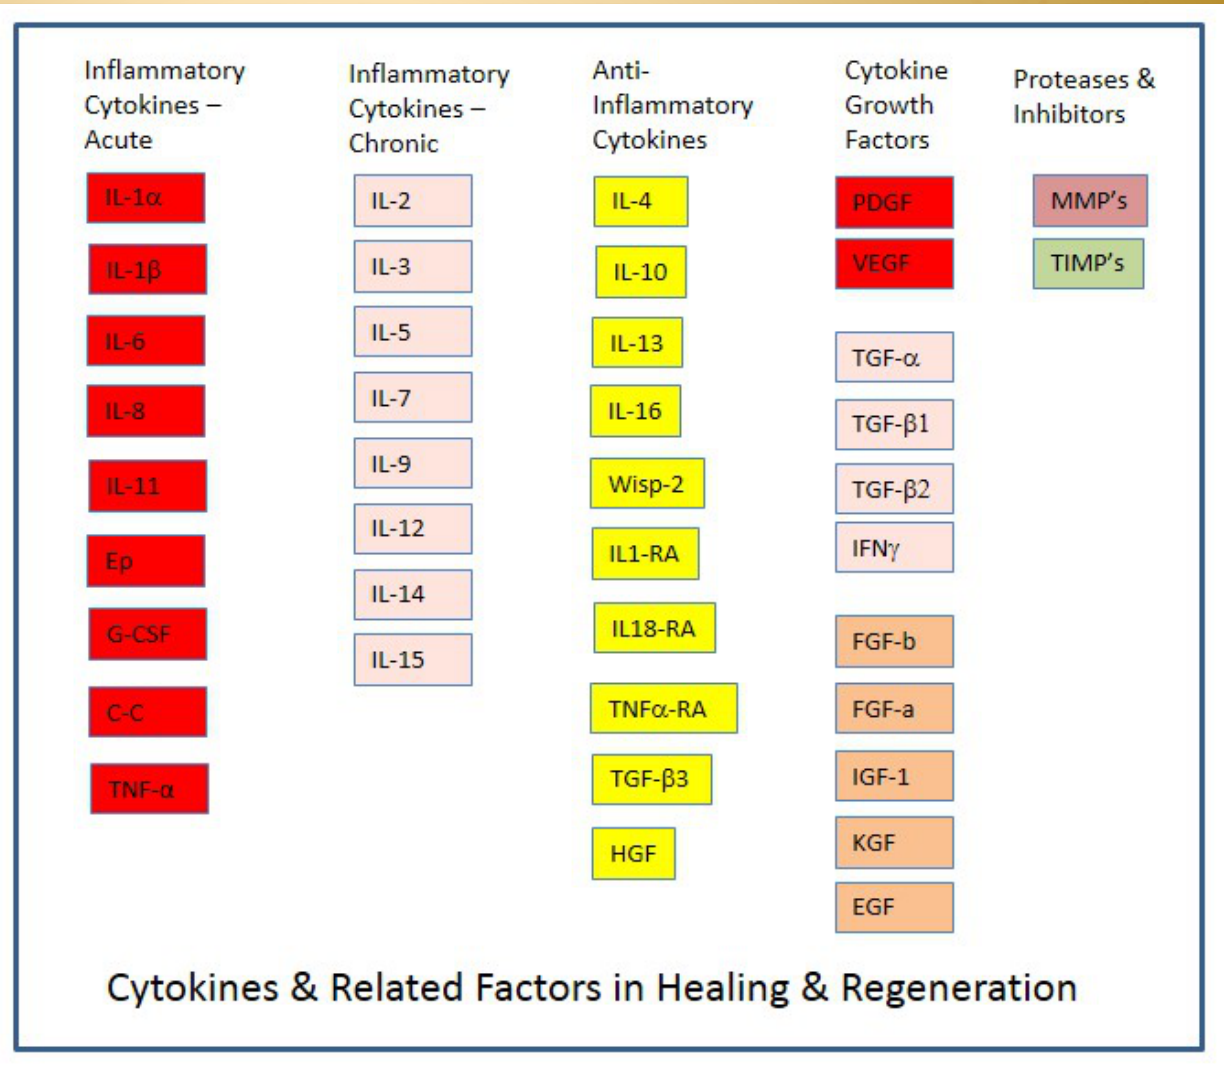 Inflammatory
Cytokines –
Acute
IL-1α
IL-1β
IL-6
IL-8
IL-11
Ep
G-CSF
C-C
TNF-α
Inflammatory
Cytokines –
Chronic
IL-2
IL-3
IL-5
IL-7
IL-9
IL-12
IL-14
IL-15
Anti-
Inflammatory
Cytokines
IL-4
IL-10
IL-13
IL-16
Wisp-2
IL1-RA
IL18-RA
TNFα-RA
TGF-β3
HGF
Cytokine
Growth
Factors
PDGF
VEGF
TGF-α
TGF-β1
TGF-β2
IFNγ
FGF-b
FGF-a
IGF-1
KGF
EGF
Proteases &
Inhibitors
MMP’s
TIMP’s
Cytokines & Related Factors in Healing & Regeneration